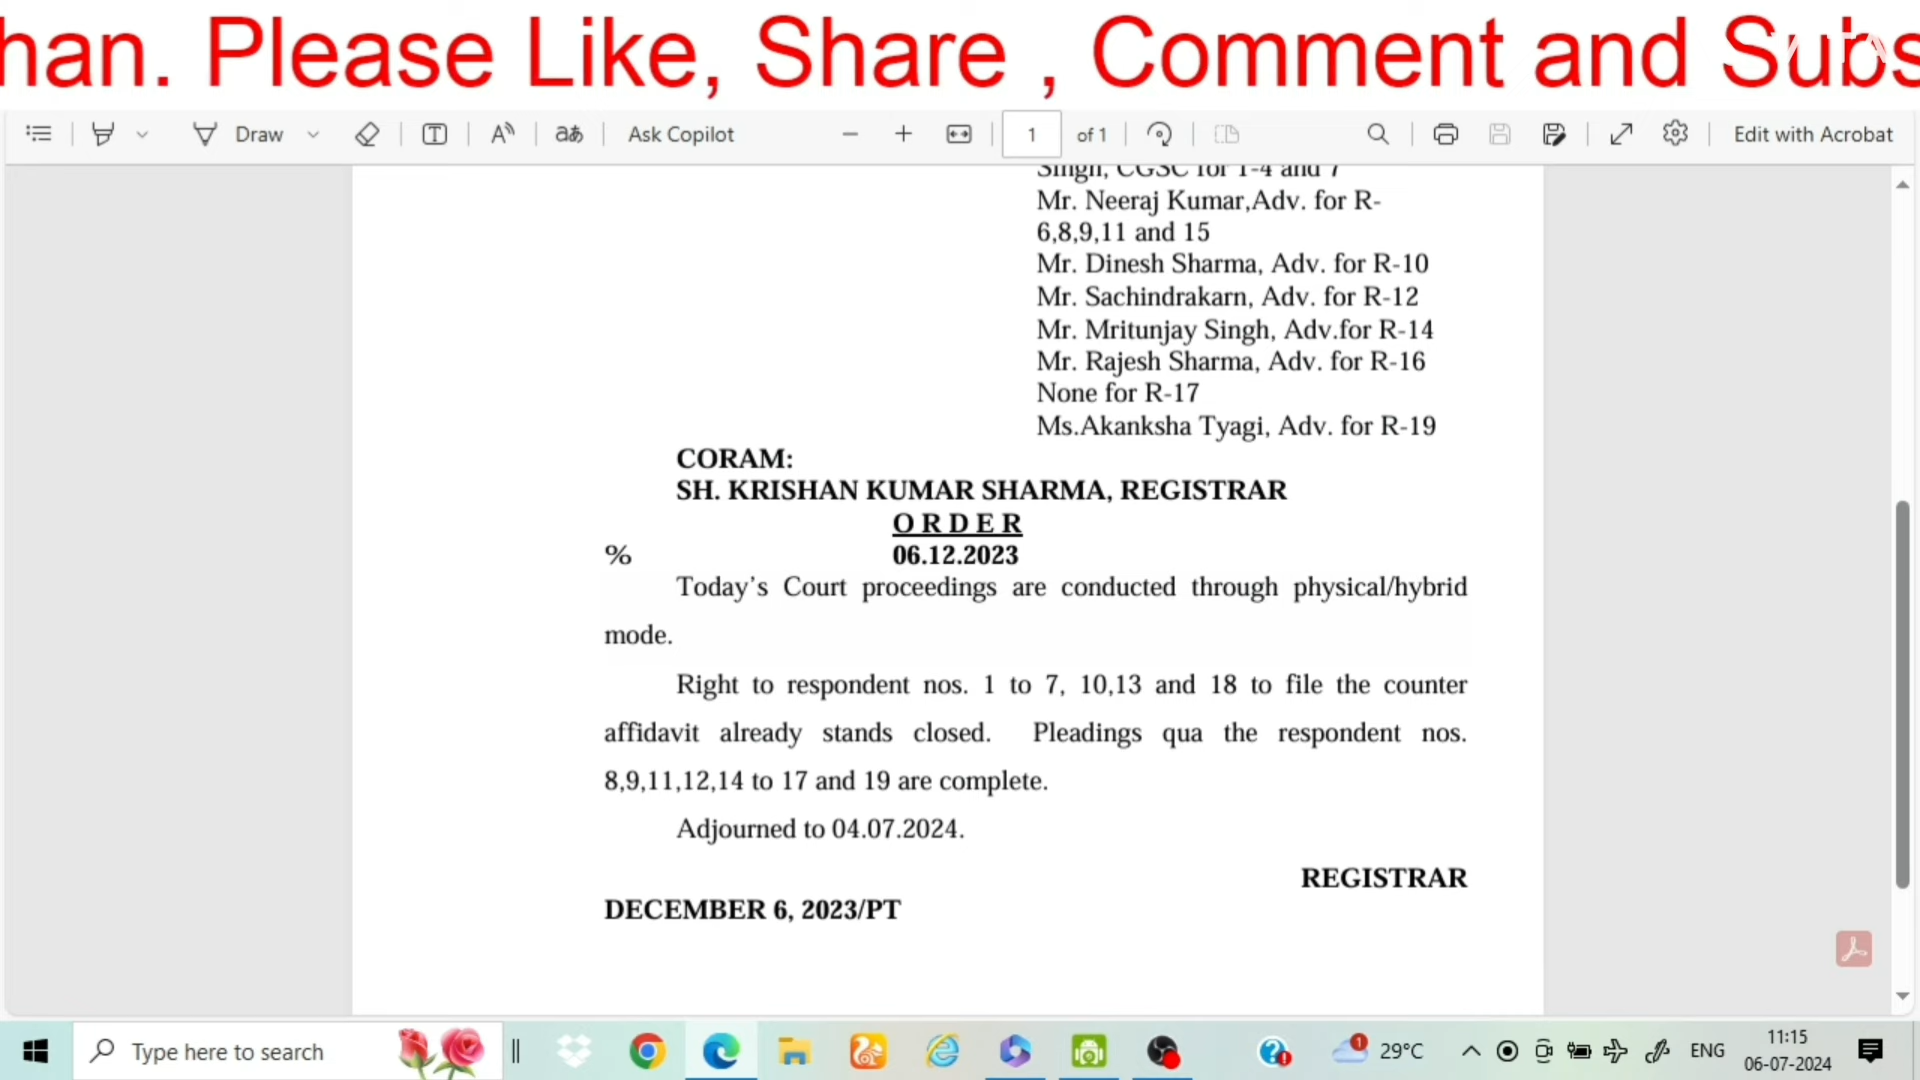 han. Please Like, Share , Comment and Subs
Draw
Ask Copilot
1 of 1
Edit with Acrobat
Singh, CGSC for 1-4 and 7
Mr. Neeraj Kumar,Adv. for R-
6,8,9,11 and 15
Mr. Dinesh Sharma, Adv. for R-10
Mr. Sachindrakarn, Adv. for R-12
Mr. Mritunjay Singh, Adv.for R-14
Mr. Rajesh Sharma, Adv. for R-16
None for R-17
Ms.Akanksha Tyagi, Adv. for R-19
CORAM:
SH. KRISHAN KUMAR SHARMA, REGISTRAR
O R D E R
% 06.12.2023
Today’s Court proceedings are conducted through physical/hybrid
mode.
Right to respondent nos. 1 to 7, 10,13 and 18 to file the counter
affidavit already stands closed. Pleadings qua the respondent nos.
8,9,11,12,14 to 17 and 19 are complete.
Adjourned to 04.07.2024.
REGISTRAR
DECEMBER 6, 2023/PT
Type here to search
29°C
ENG
11:15
06-07-2024